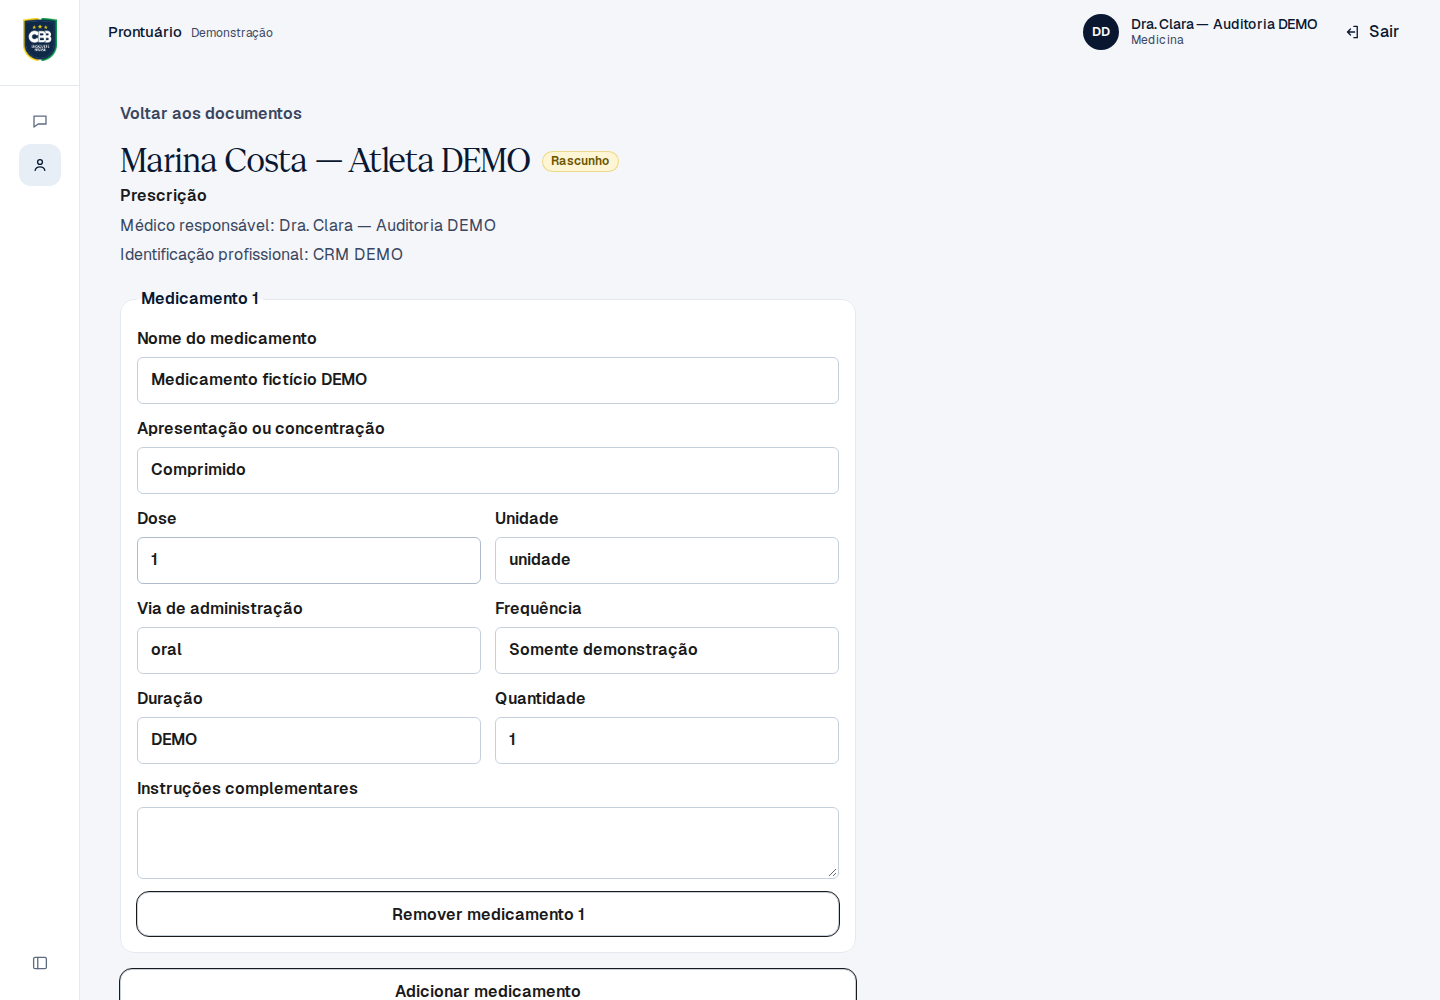 CBB
Prontuário Demonstração
DD
Dra. Clara — Auditoria DEMO
Medicina
Sair
Voltar aos documentos
Marina Costa — Atleta DEMO
Rascunho
Prescrição
Médico responsável: Dra. Clara — Auditoria DEMO
Identificação profissional: CRM DEMO
Medicamento 1
Nome do medicamento
Medicamento fictício DEMO
Apresentação ou concentração
Comprimido
Dose
Unidade
1
unidade
Via de administração
Frequência
oral
Somente demonstração
Duração
Quantidade
DEMO
1
Instruções complementares
Remover medicamento 1
Adicionar medicamento